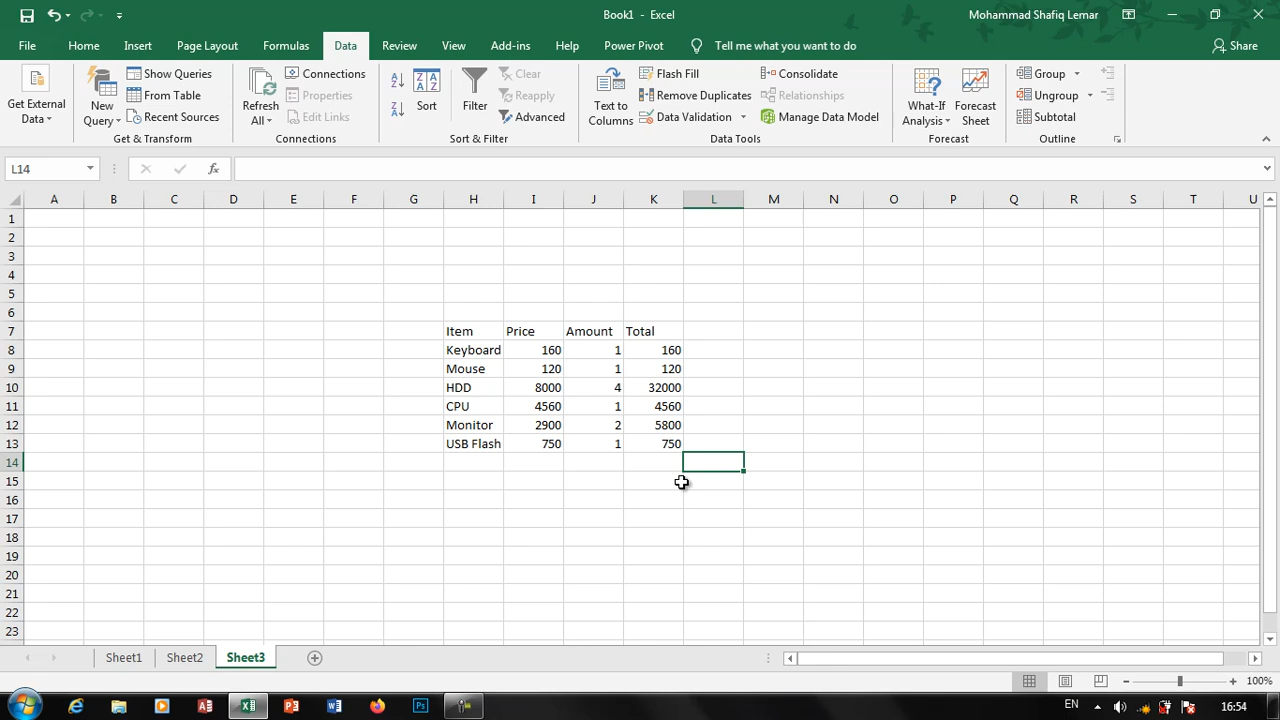 Book1 - Excel
Mohammad Shafiq Lemar
File Home Insert Page Layout Formulas Data Review View Add-ins Help Power Pivot Tell me what you want to do Share
Get External Data
New Query
Show Queries
From Table
Recent Sources
Get & Transform
Refresh All
Connections
Properties
Edit Links
Connections
A Z
Z A
Sort
Filter
Clear
Reapply
Advanced
Sort & Filter
Text to Columns
Flash Fill
Remove Duplicates
Data Validation
Consolidate
Relationships
Manage Data Model
Data Tools
What-If Analysis
Forecast Sheet
Forecast
Group
Ungroup
Subtotal
Outline
L14
fx
A B C D E F G H I J K L M N O P Q R S T U
1
2
3
4
5
6
7 Item Price Amount Total
8 Keyboard 160 1 160
9 Mouse 120 1 120
10 HDD 8000 4 32000
11 CPU 4560 1 4560
12 Monitor 2900 2 5800
13 USB Flash 750 1 750
14
15
16
17
18
19
20
21
22
23
Sheet1 Sheet2 Sheet3
100%
EN 16:54